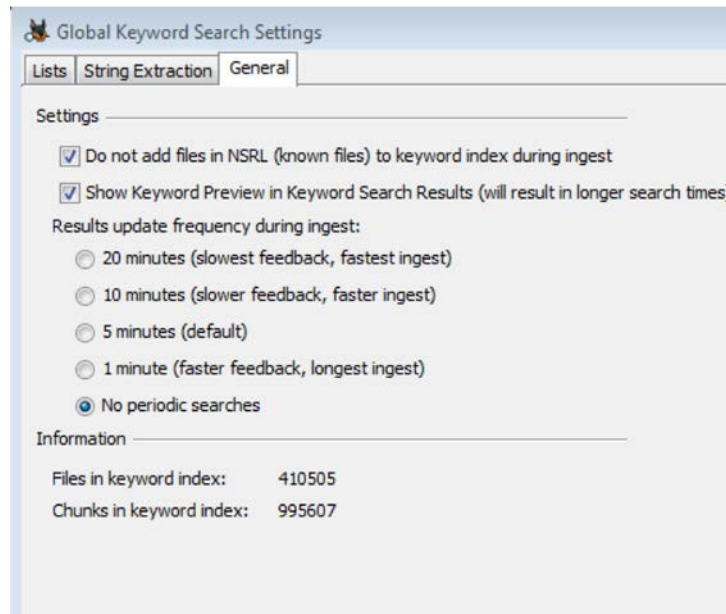 Global Keyword Search Settings
Lists String Extraction General
Settings
Do not add files in NSRL (known files) to keyword index during ingest
Show Keyword Preview in Keyword Search Results (will result in longer search times)
Results update frequency during ingest:
20 minutes (slowest feedback, fastest ingest)
10 minutes (slower feedback, faster ingest)
5 minutes (default)
1 minute (faster feedback, longest ingest)
No periodic searches
Information
Files in keyword index: 410505
Chunks in keyword index: 995607